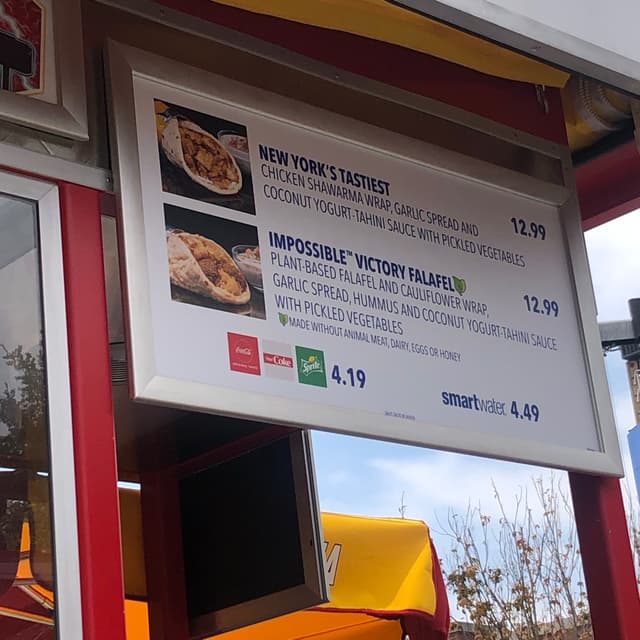 NEW YORK'S TASTIEST
CHICKEN SHAWARMA WRAP, GARLIC SPREAD AND
COCONUT YOGURT-TAHINI SAUCE WITH PICKLED VEGETABLES
12.99
IMPOSSIBLE™ VICTORY FALAFEL
PLANT-BASED FALAFEL AND CAULIFLOWER WRAP,
GARLIC SPREAD, HUMMUS AND COCONUT YOGURT-TAHINI SAUCE
WITH PICKLED VEGETABLES
12.99
MADE WITHOUT ANIMAL MEAT, DAIRY, EGGS OR HONEY
Coca-Cola
Diet Coke
Sprite
4.19
smartwater 4.49